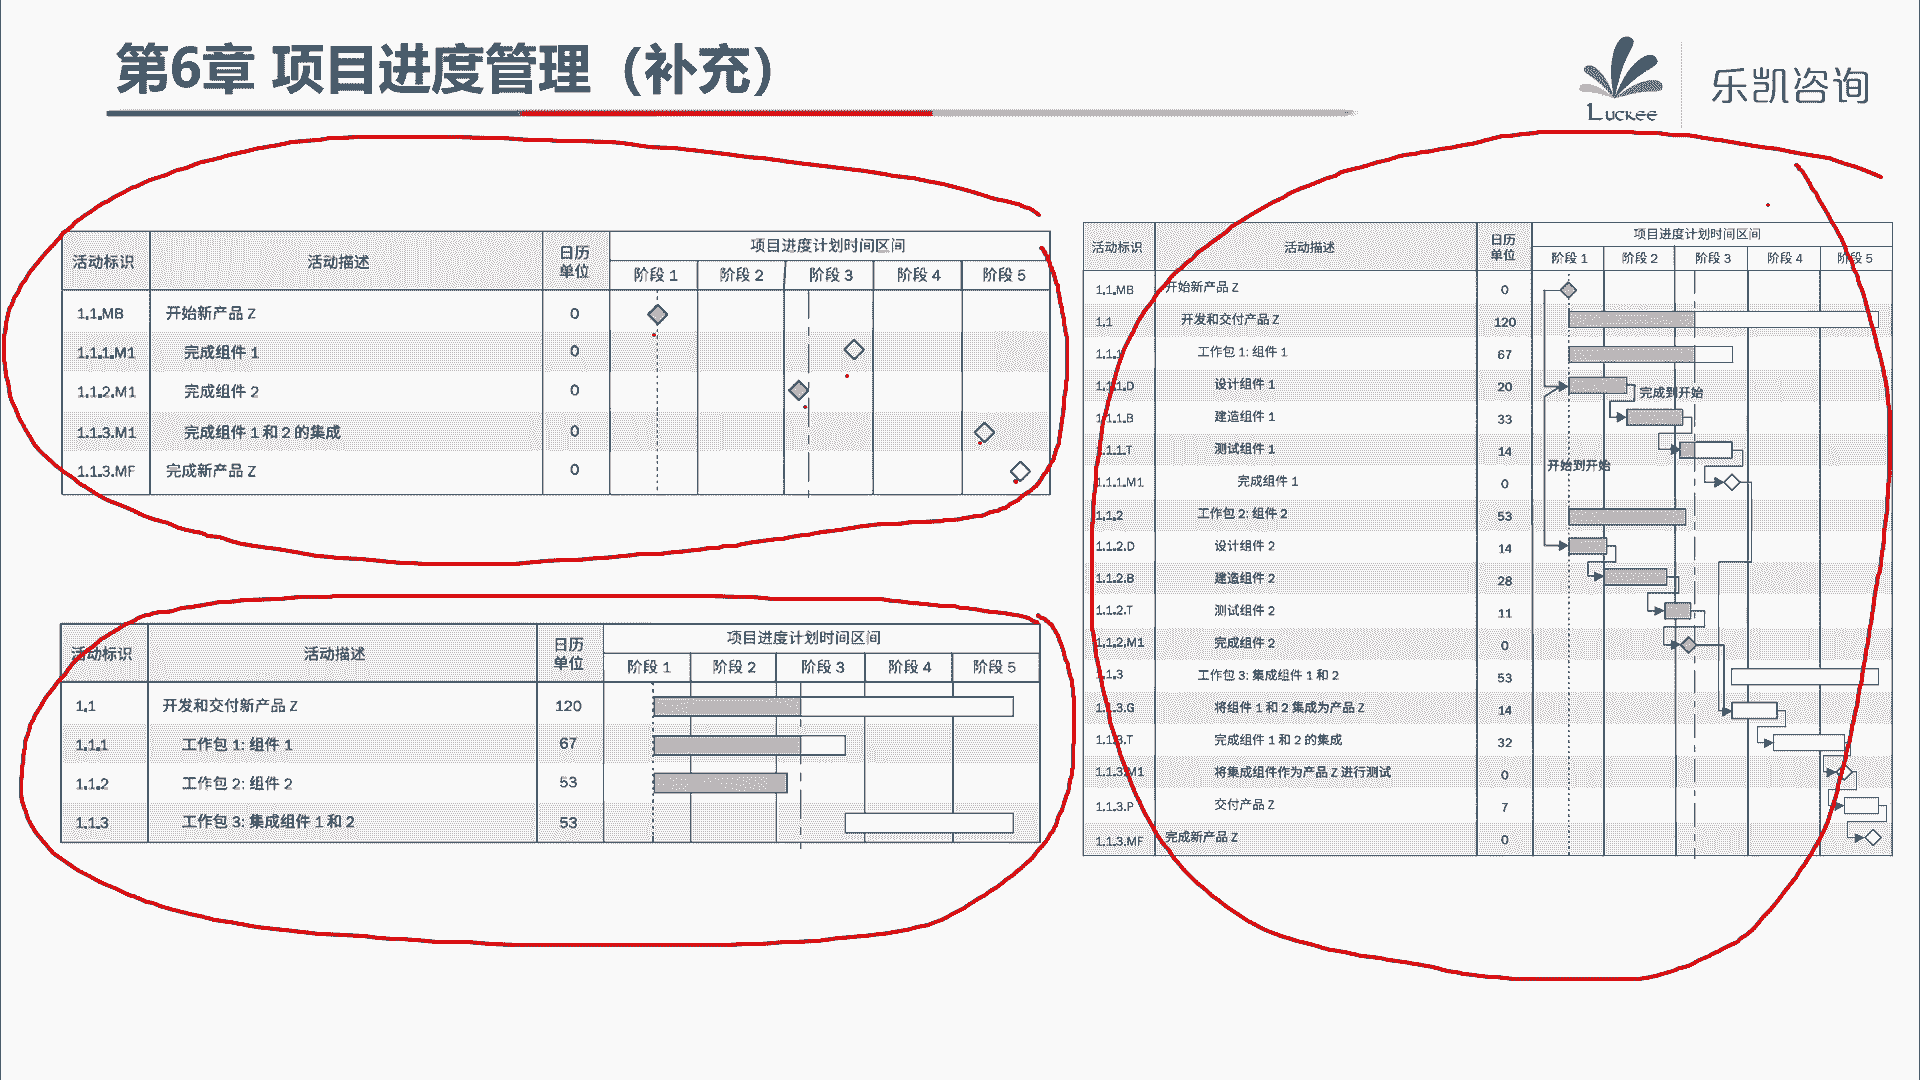 第6章 项目进度管理（补充）
Luckee
乐凯咨询
活动标识 活动描述 日历单位 项目进度计划时间区间
阶段 1 阶段 2 阶段 3 阶段 4 阶段 5
1.1.MB 开始新产品 Z 0
1.1.1.M1 完成组件 1 0
1.1.2.M1 完成组件 2 0
1.1.3.M1 完成组件 1 和 2 的集成 0
1.1.3.MF 完成新产品 Z 0
活动标识 活动描述 日历单位 项目进度计划时间区间
阶段 1 阶段 2 阶段 3 阶段 4 阶段 5
1.1 开发和交付新产品 Z 120
1.1.1 工作包 1: 组件 1 67
1.1.2 工作包 2: 组件 2 53
1.1.3 工作包 3: 集成组件 1 和 2 53
活动标识 活动描述 日历单位 项目进度计划时间区间
阶段 1 阶段 2 阶段 3 阶段 4 阶段 5
1.1.MB 开始新产品 Z 0
1.1 开发和交付产品 Z 120
1.1.1 工作包 1: 组件 1 67
1.1.1.D 设计组件 1 20 完成到开始
1.1.1.B 建造组件 1 33
1.1.1.T 测试组件 1 14
开始到开始
1.1.1.M1 完成组件 1 0
1.1.2 工作包 2: 组件 2 53
1.1.2.D 设计组件 2 14
1.1.2.B 建造组件 2 28
1.1.2.T 测试组件 2 11
1.1.2.M1 完成组件 2 0
1.1.3 工作包 3: 集成组件 1 和 2 53
1.1.3.G 将组件 1 和 2 集成为产品 Z 14
1.1.3.T 完成组件 1 和 2 的集成 32
1.1.3.M1 将集成组件作为产品 Z 进行测试 0
1.1.3.P 交付产品 Z 7
1.1.3.MF 完成新产品 Z 0